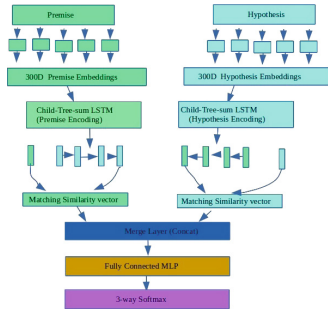 Premise
Hypothesis
300D Premise Embeddings
300D Hypothesis Embeddings
Child-Tree-sum LSTM
(Premise Encoding)
Child-Tree-sum LSTM
(Hypothesis Encoding)
Matching Similarity vector
Matching Similarity vector
Merge Layer (Concat)
Fully Connected MLP
3-way Softmax